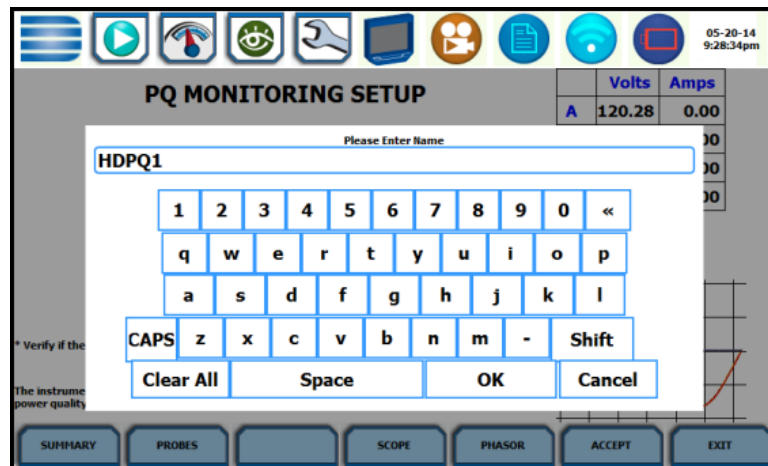 05-20-14
9:28:34pm
PQ MONITORING SETUP
Volts Amps
A 120.28 0.00
00
00
00
Please Enter Name
HDPQ1
1 2 3 4 5 6 7 8 9 0 «
q w e r t y u i o p
a s d f g h j k l
CAPS z x c v b n m - Shift
Clear All Space OK Cancel
* Verify if the
The instrume
power quality
SUMMARY PROBES SCOPE PHASOR ACCEPT EXIT